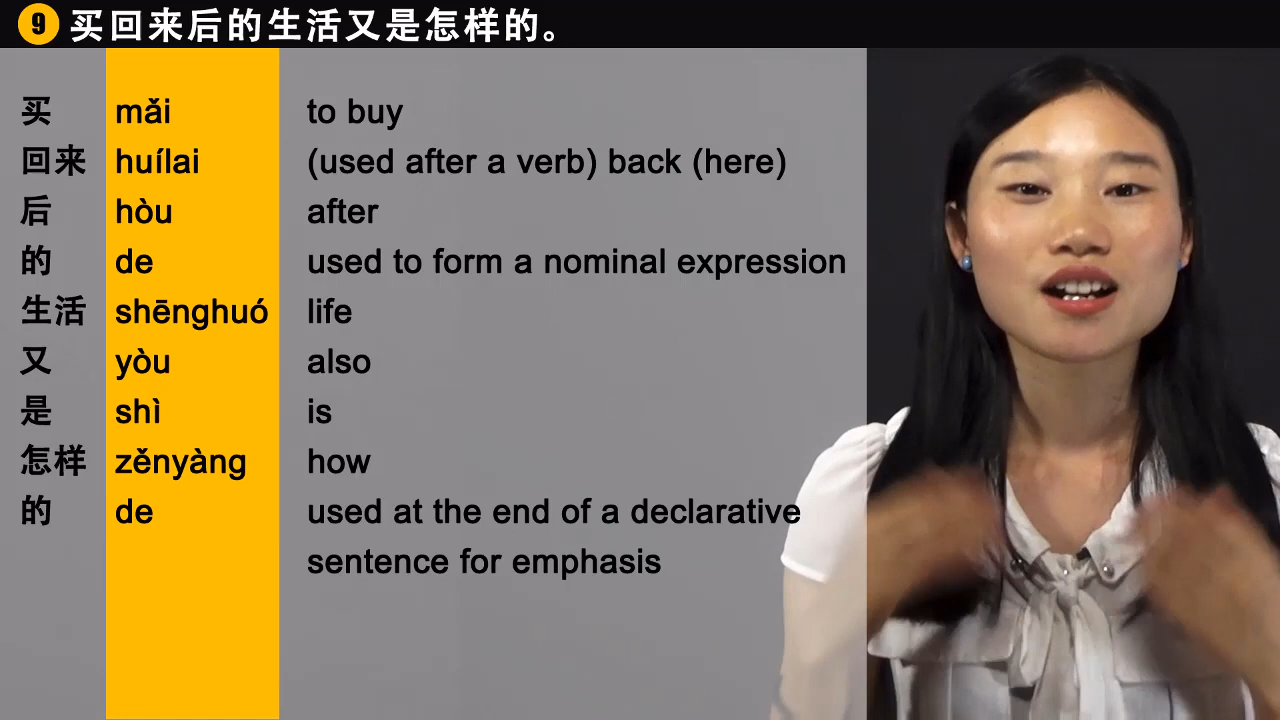 9 买回来后的生活又是怎样的。
买 mǎi to buy
回来 huílai (used after a verb) back (here)
后 hòu after
的 de used to form a nominal expression
生活 shēnghuó life
又 yòu also
是 shì is
怎样 zěnyàng how
的 de used at the end of a declarative
sentence for emphasis